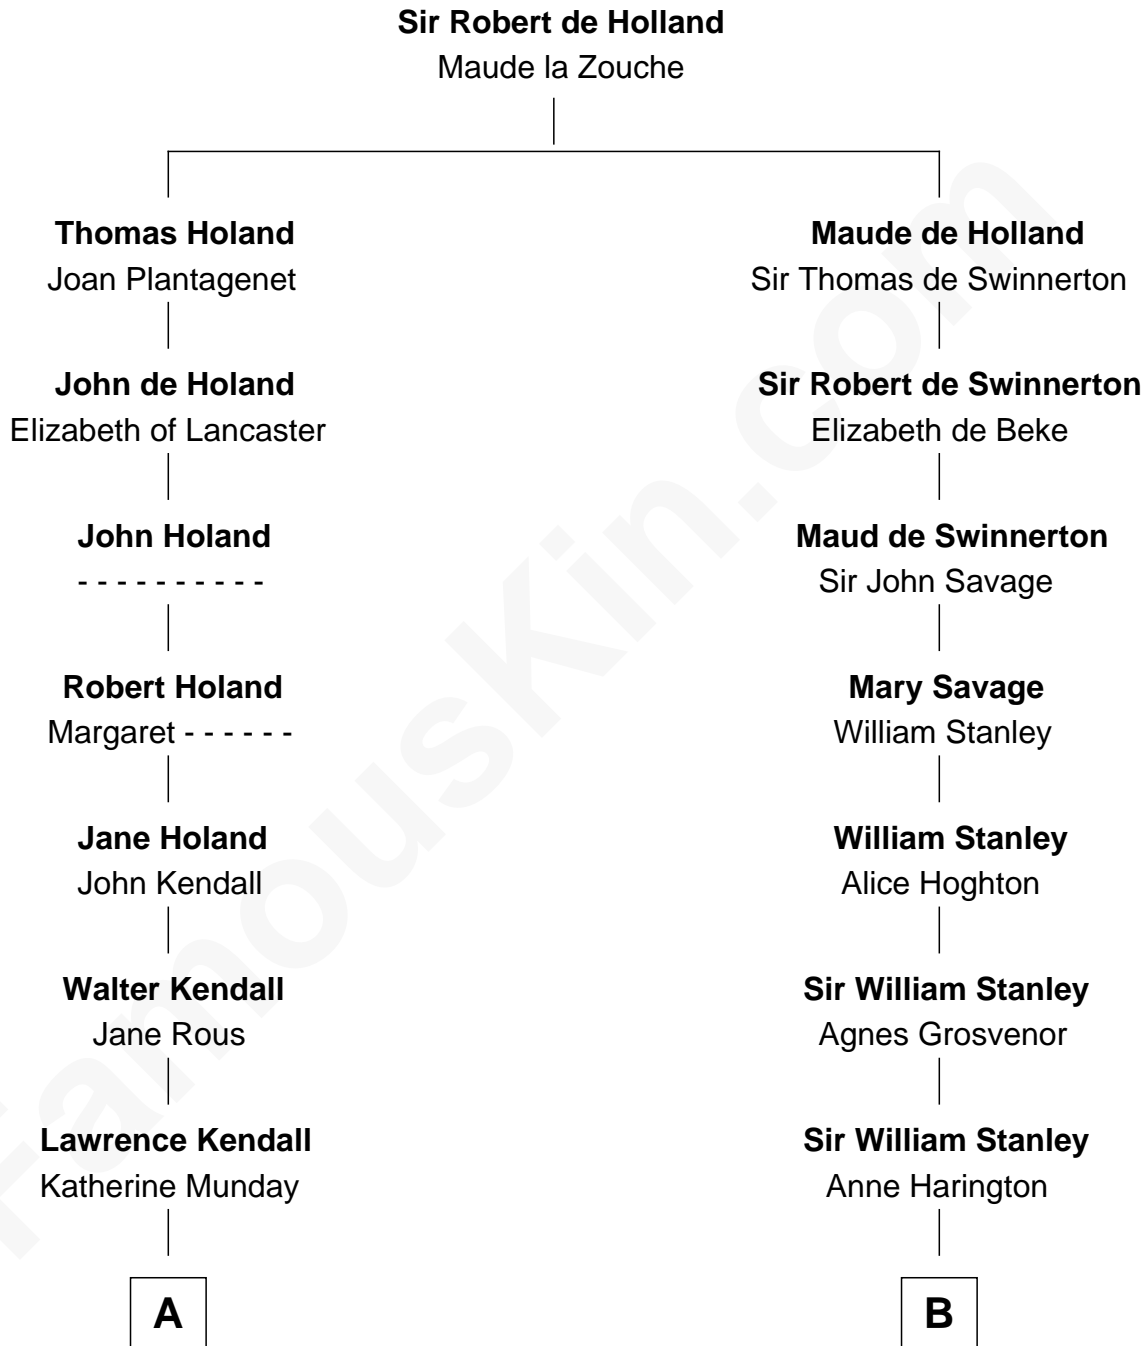 Sir Robert de Holland
Maude la Zouche
Thomas Holand
Joan Plantagenet
Maude de Holland
Sir Thomas de Swinnerton
John de Holand
Elizabeth of Lancaster
Sir Robert de Swinnerton
Elizabeth de Beke
John Holand
- - - - - - - - - -
Maud de Swinnerton
Sir John Savage
Robert Holand
Margaret - - - - - -
Mary Savage
William Stanley
Jane Holand
John Kendall
William Stanley
Alice Hoghton
Walter Kendall
Jane Rous
Sir William Stanley
Agnes Grosvenor
Lawrence Kendall
Katherine Munday
Sir William Stanley
Anne Harington
A
B
FamousKin.com